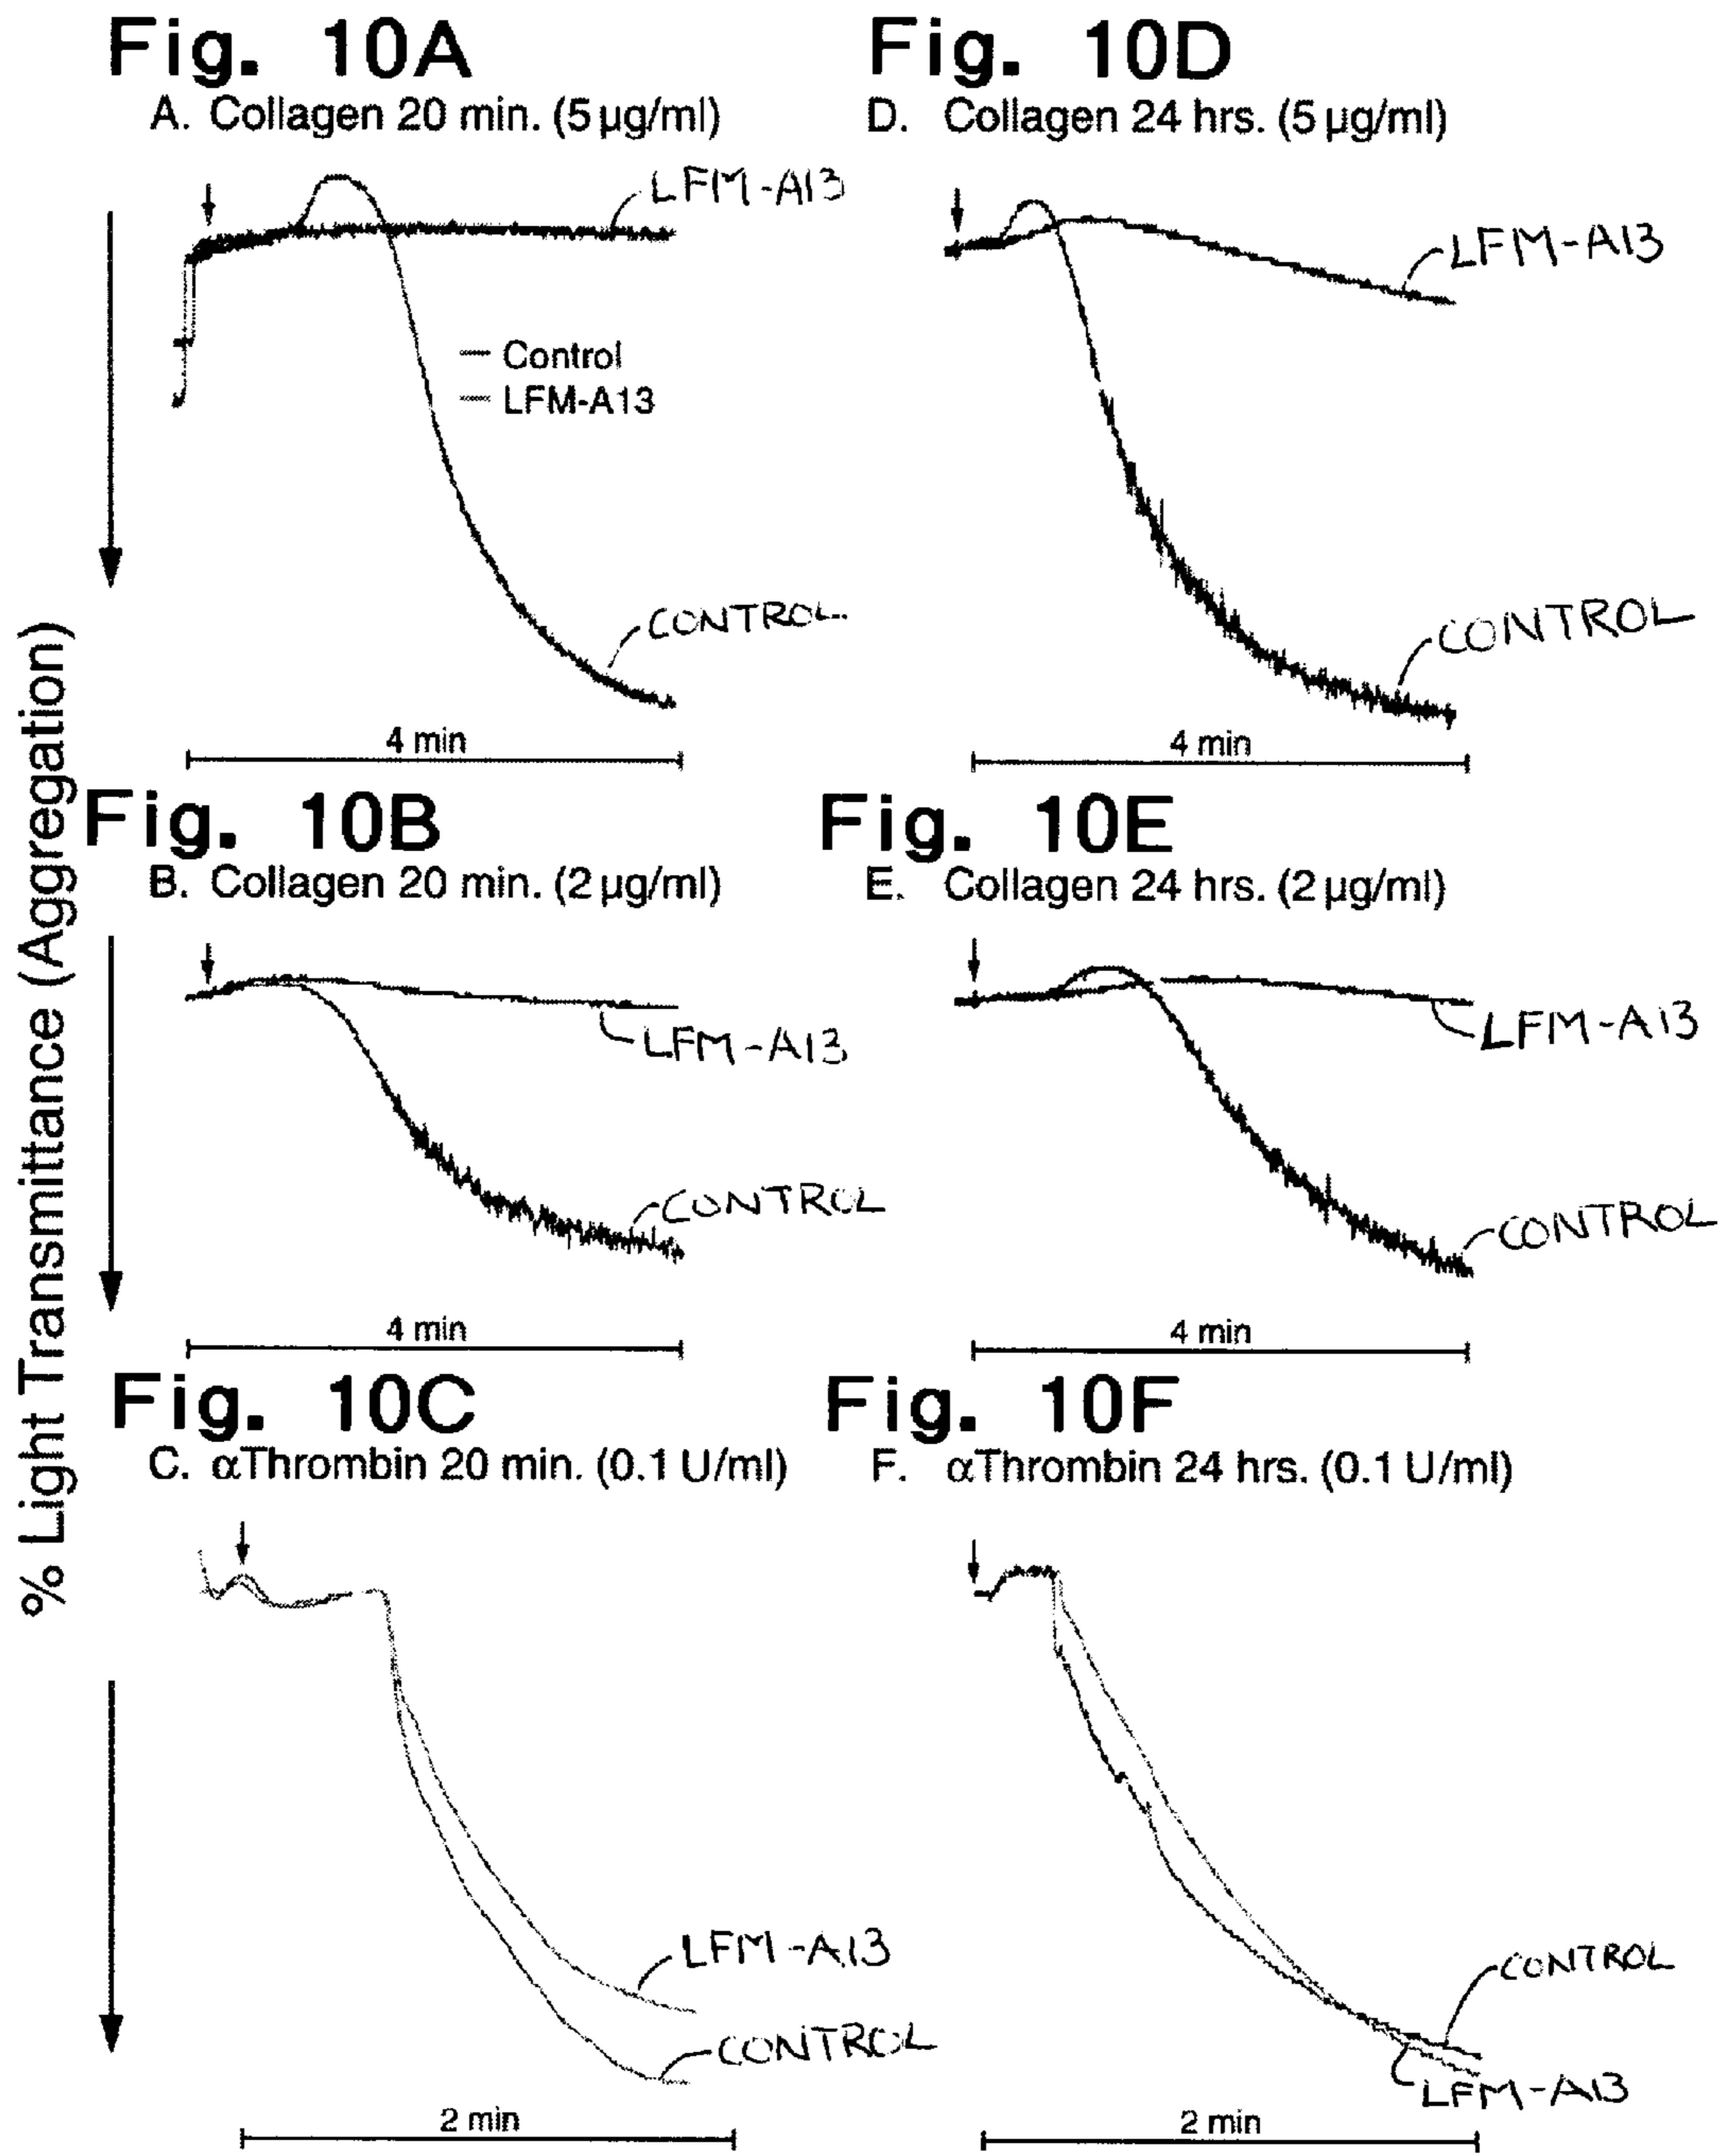 Fig. 10A
A. Collagen 20 min. (5 µg/ml)
LFM-A13
Control
LFM-A13
CONTROL
4 min
Fig. 10D
D. Collagen 24 hrs. (5 µg/ml)
LFM-A13
CONTROL
4 min
Fig. 10B
B. Collagen 20 min. (2 µg/ml)
LFM-A13
CONTROL
4 min
Fig. 10E
E. Collagen 24 hrs. (2 µg/ml)
LFM-A13
CONTROL
4 min
Fig. 10C
C. αThrombin 20 min. (0.1 U/ml)
LFM-A13
CONTROL
2 min
Fig. 10F
F. αThrombin 24 hrs. (0.1 U/ml)
CONTROL
LFM-A13
2 min
% Light Transmittance (Aggregation)